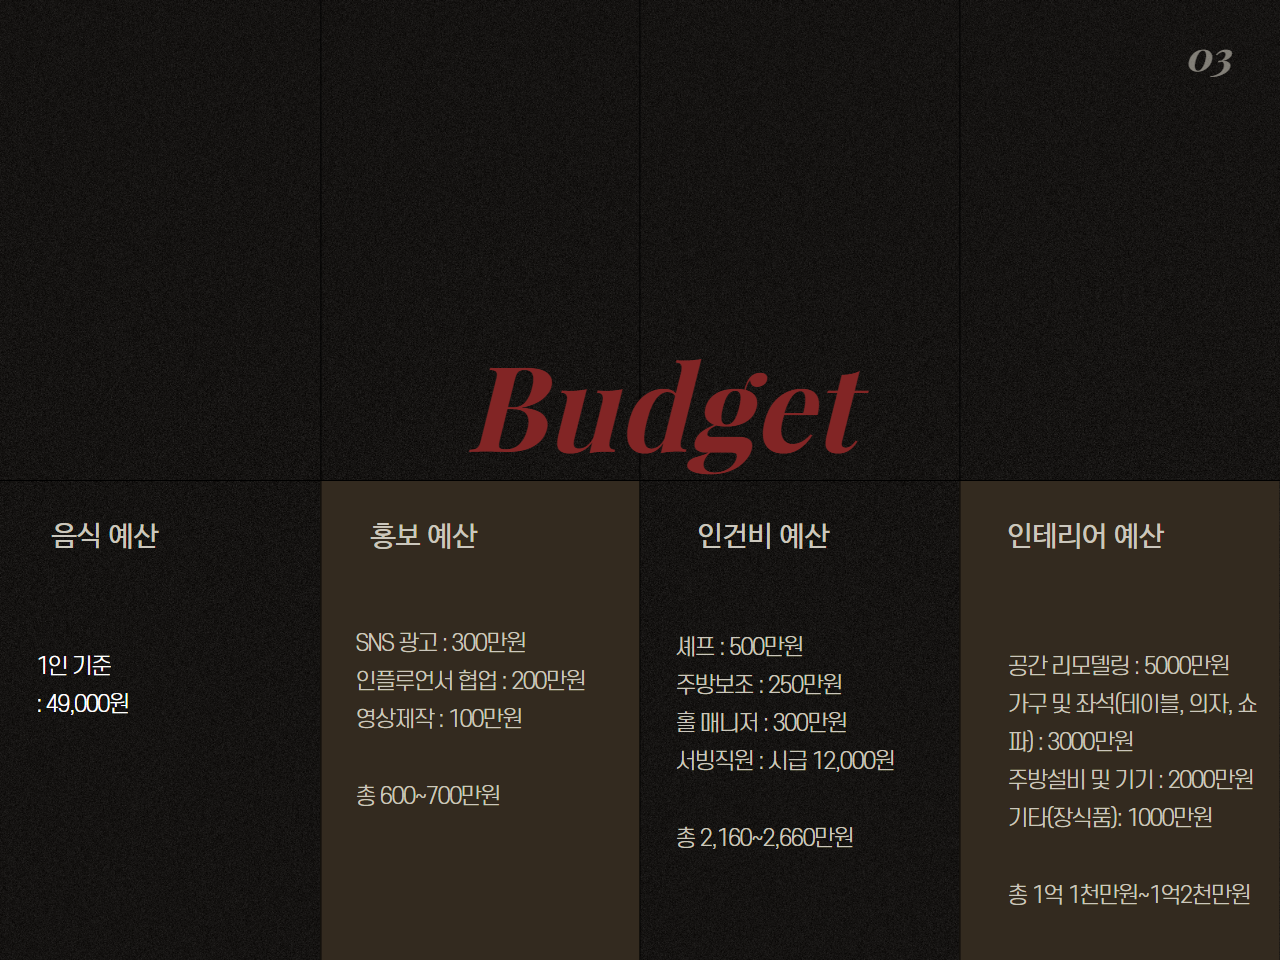 03
Budget
음식 예산
1인 기준
: 49,000원
홍보 예산
SNS 광고 : 300만원
인플루언서 협업 : 200만원
영상제작 : 100만원
총 600~700만원
인건비 예산
셰프 : 500만원
주방보조 : 250만원
홀 매니저 : 300만원
서빙직원 : 시급 12,000원
총 2,160~2,660만원
인테리어 예산
공간 리모델링 : 5000만원
가구 및 좌석(테이블, 의자, 쇼
파) : 3000만원
주방설비 및 기기 : 2000만원
기타(장식품): 1000만원
총 1억 1천만원~1억2천만원